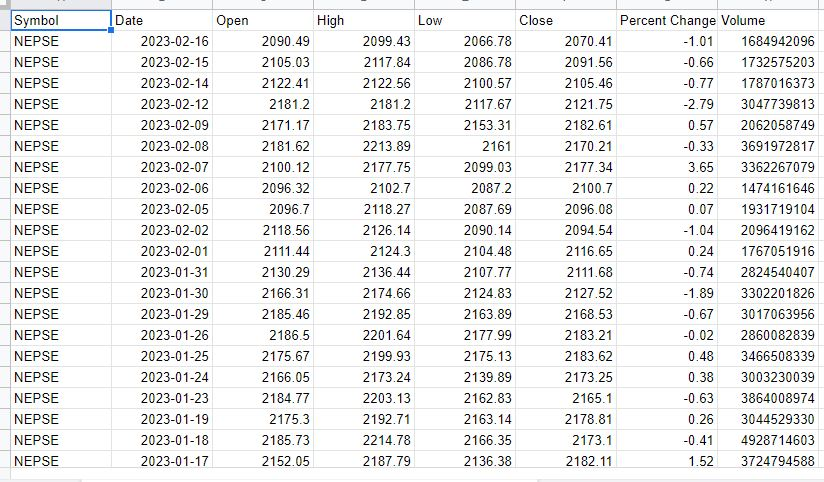 Symbol Date Open High Low Close Percent Change Volume
NEPSE 2023-02-16 2090.49 2099.43 2066.78 2070.41 -1.01 1684942096
NEPSE 2023-02-15 2105.03 2117.84 2086.78 2091.56 -0.66 1732575203
NEPSE 2023-02-14 2122.41 2122.56 2100.57 2105.46 -0.77 1787016373
NEPSE 2023-02-12 2181.2 2181.2 2117.67 2121.75 -2.79 3047739813
NEPSE 2023-02-09 2171.17 2183.75 2153.31 2182.61 0.57 2062058749
NEPSE 2023-02-08 2181.62 2213.89 2161 2170.21 -0.33 3691972817
NEPSE 2023-02-07 2100.12 2177.75 2099.03 2177.34 3.65 3362267079
NEPSE 2023-02-06 2096.32 2102.7 2087.2 2100.7 0.22 1474161646
NEPSE 2023-02-05 2096.7 2118.27 2087.69 2096.08 0.07 1931719104
NEPSE 2023-02-02 2118.56 2126.14 2090.14 2094.54 -1.04 2096419162
NEPSE 2023-02-01 2111.44 2124.3 2104.48 2116.65 0.24 1767051916
NEPSE 2023-01-31 2130.29 2136.44 2107.77 2111.68 -0.74 2824540407
NEPSE 2023-01-30 2166.31 2174.66 2124.83 2127.52 -1.89 3302201826
NEPSE 2023-01-29 2185.46 2192.85 2163.89 2168.53 -0.67 3017063956
NEPSE 2023-01-26 2186.5 2201.64 2177.99 2183.21 -0.02 2860082839
NEPSE 2023-01-25 2175.67 2199.93 2175.13 2183.62 0.48 3466508339
NEPSE 2023-01-24 2166.05 2173.24 2139.89 2173.25 0.38 3003230039
NEPSE 2023-01-23 2184.77 2203.13 2162.83 2165.1 -0.63 3864008974
NEPSE 2023-01-19 2175.3 2192.71 2163.14 2178.81 0.26 3044529330
NEPSE 2023-01-18 2185.73 2214.78 2166.35 2173.1 -0.41 4928714603
NEPSE 2023-01-17 2152.05 2187.79 2136.38 2182.11 1.52 3724794588